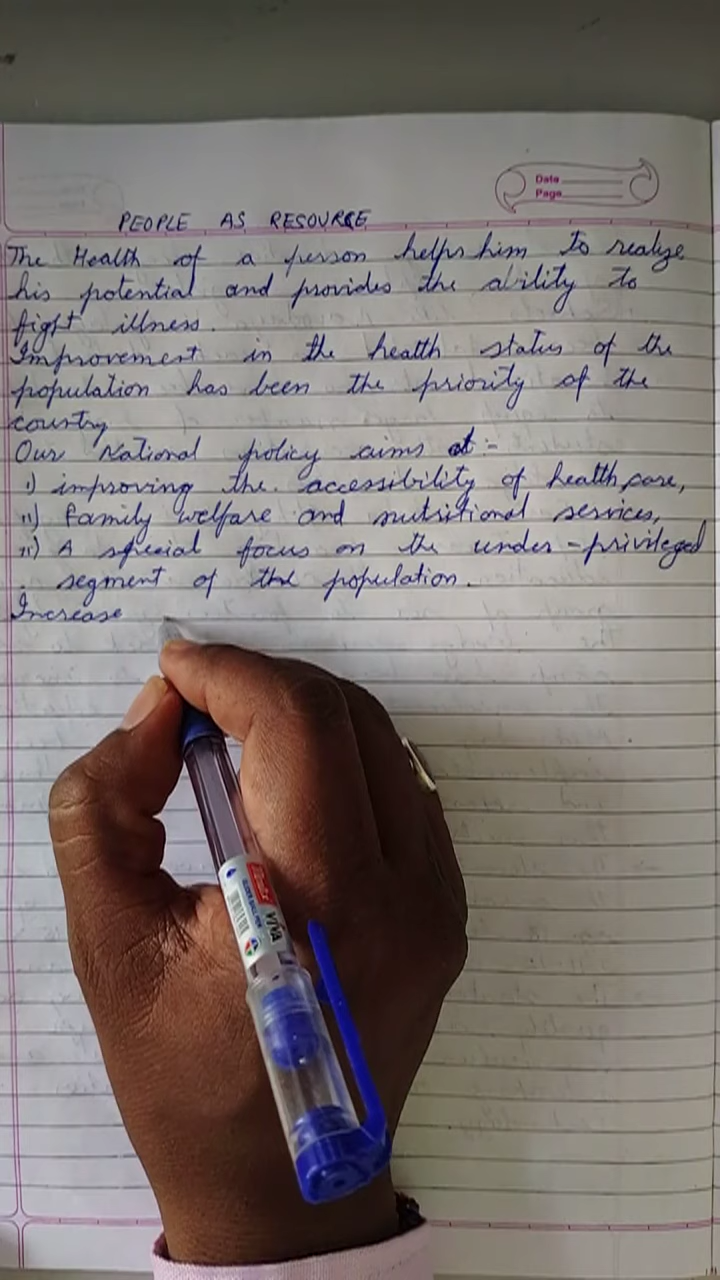 Date
Page
PEOPLE AS RESOURCE
The Health of a person helps him to realize
his potential and provides the ability to
fight illness.
Improvement in the health status of the
population has been the priority of the
country
Our National policy aims at :-
i) improving the accessibility of health care,
ii) family welfare and nutritional services,
iii) A special focus on the under-privileged
segment of the population.
Increase
VIVA